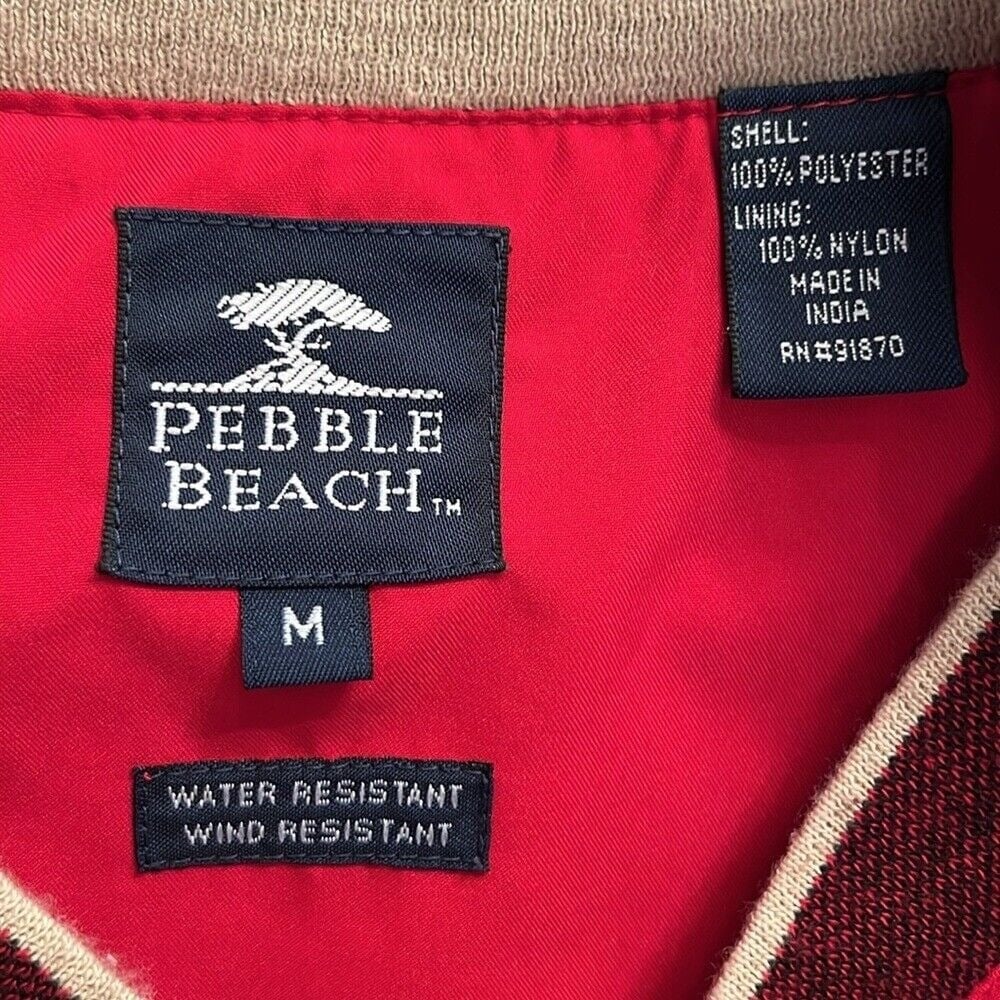 PEBBLE
BEACH™
M
WATER RESISTANT
WIND RESISTANT
SHELL:
100% POLYESTER
LINING:
100% NYLON
MADE IN
INDIA
RN#91870